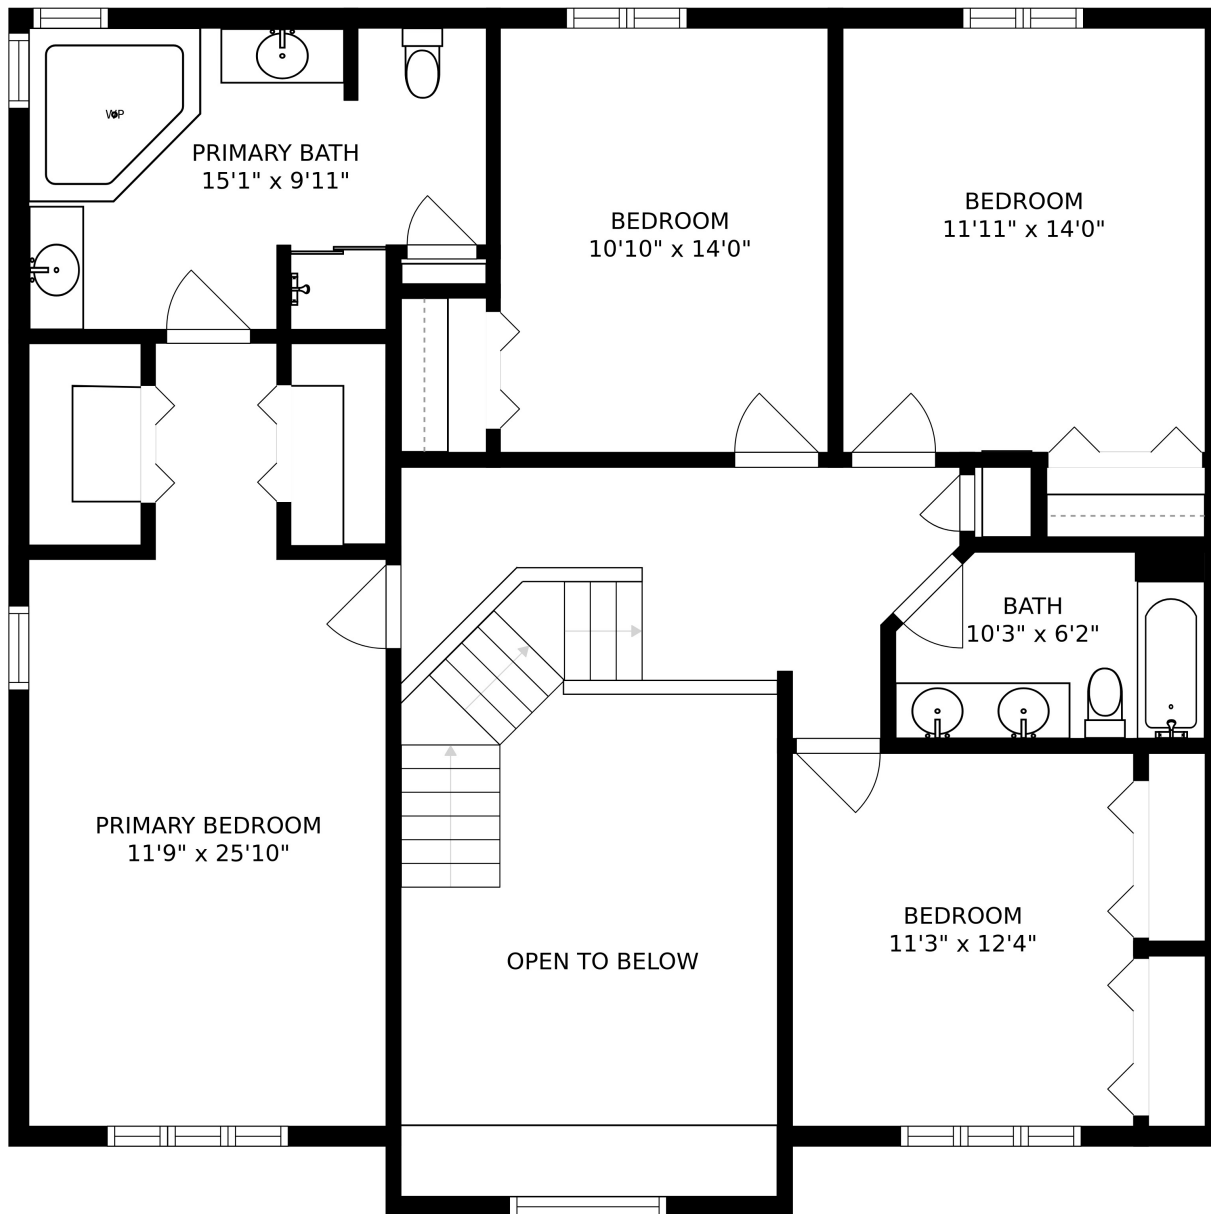 WP
PRIMARY BATH
15'1" x 9'11"
BEDROOM
10'10" x 14'0"
BEDROOM
11'11" x 14'0"
BATH
10'3" x 6'2"
PRIMARY BEDROOM
11'9" x 25'10"
BEDROOM
11'3" x 12'4"
OPEN TO BELOW